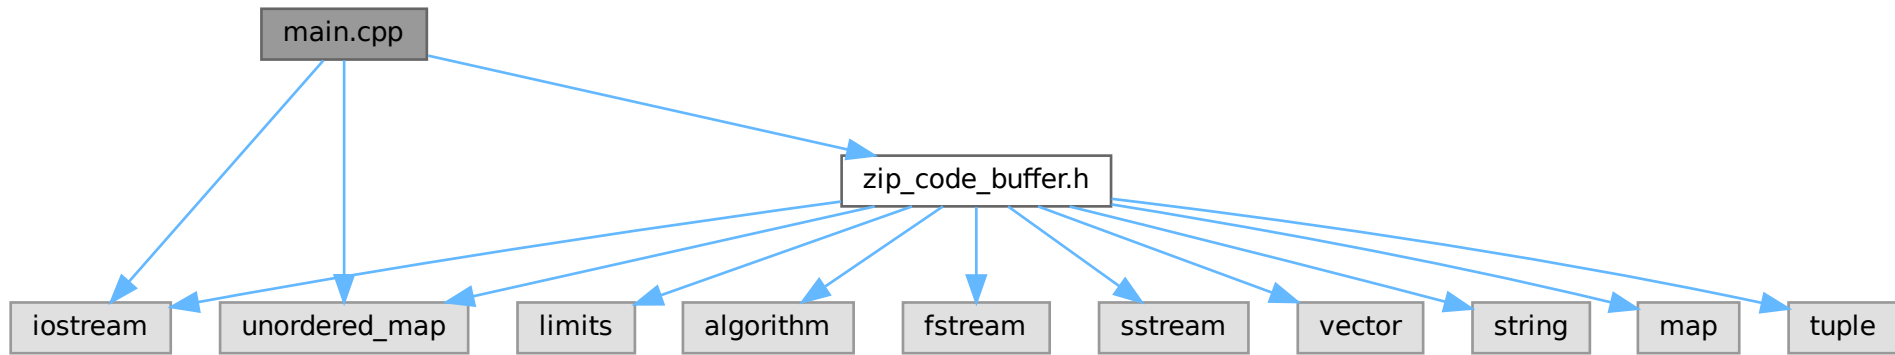 main.cpp
zip_code_buffer.h
iostream
unordered_map
limits
algorithm
fstream
sstream
vector
string
map
tuple